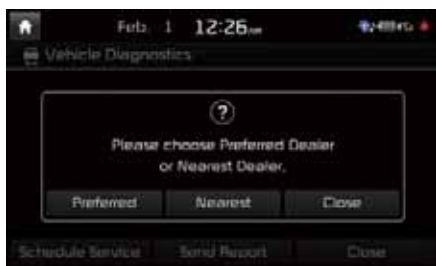 Feb. 1 12:26 AM
Vehicle Diagnostics
?
Please choose Preferred Dealer
or Nearest Dealer.
Preferred Nearest Close
Schedule Service Send Report Close